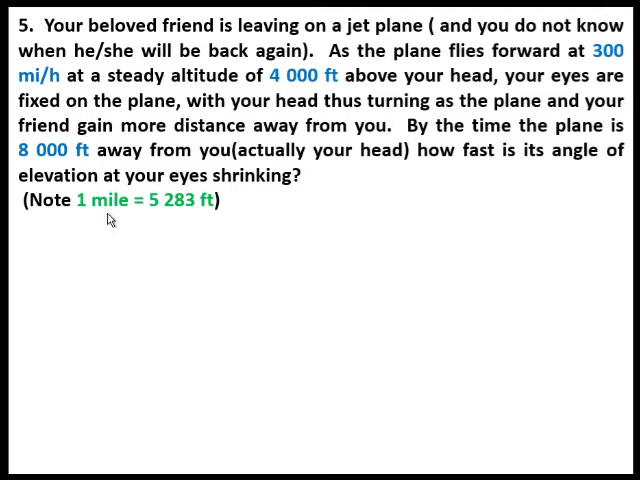 5. Your beloved friend is leaving on a jet plane ( and you do not know
when he/she will be back again). As the plane flies forward at 300
mi/h at a steady altitude of 4 000 ft above your head, your eyes are
fixed on the plane, with your head thus turning as the plane and your
friend gain more distance away from you. By the time the plane is
8 000 ft away from you(actually your head) how fast is its angle of
elevation at your eyes shrinking?
(Note 1 mile = 5 283 ft)